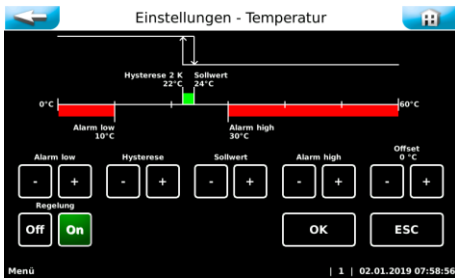 Einstellungen - Temperatur
Hysterese 2 K Sollwert
22°C 24°C
0°C 60°C
Alarm low Alarm high
10°C 30°C
Offset
Alarm low Hysterese Sollwert Alarm high 0 °C
- + - + - + - + - +
Regelung
Off On OK ESC
Menü | 1 | 02.01.2019 07:58:56